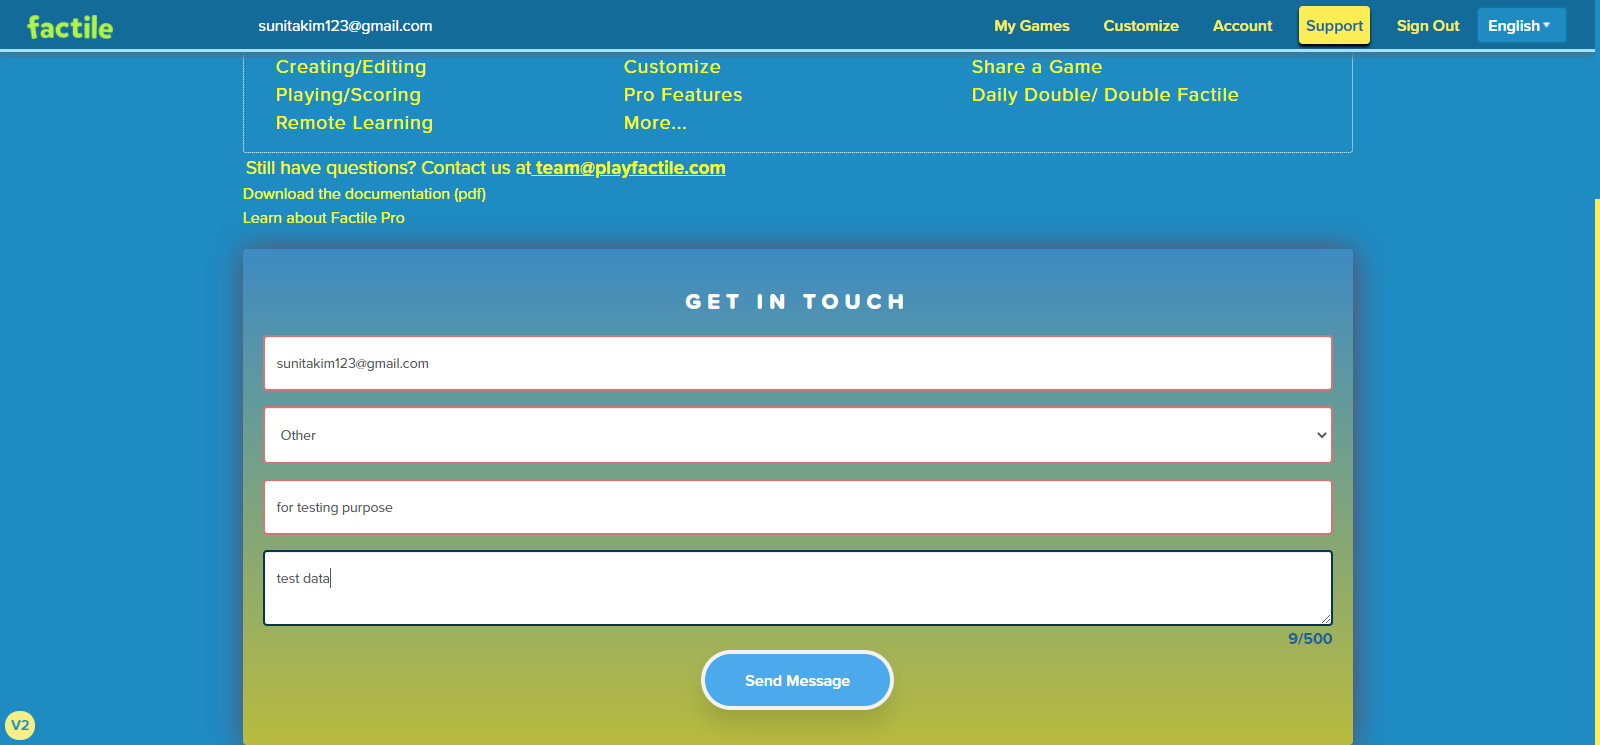 factile sunitakim123@gmail.com My Games Customize Account Support Sign Out English
Creating/Editing Customize Share a Game
Playing/Scoring Pro Features Daily Double/ Double Factile
Remote Learning More...
Still have questions? Contact us at team@playfactile.com
Download the documentation (pdf)
Learn about Factile Pro
GET IN TOUCH
sunitakim123@gmail.com
Other
for testing purpose
test data
9/500
Send Message
V2